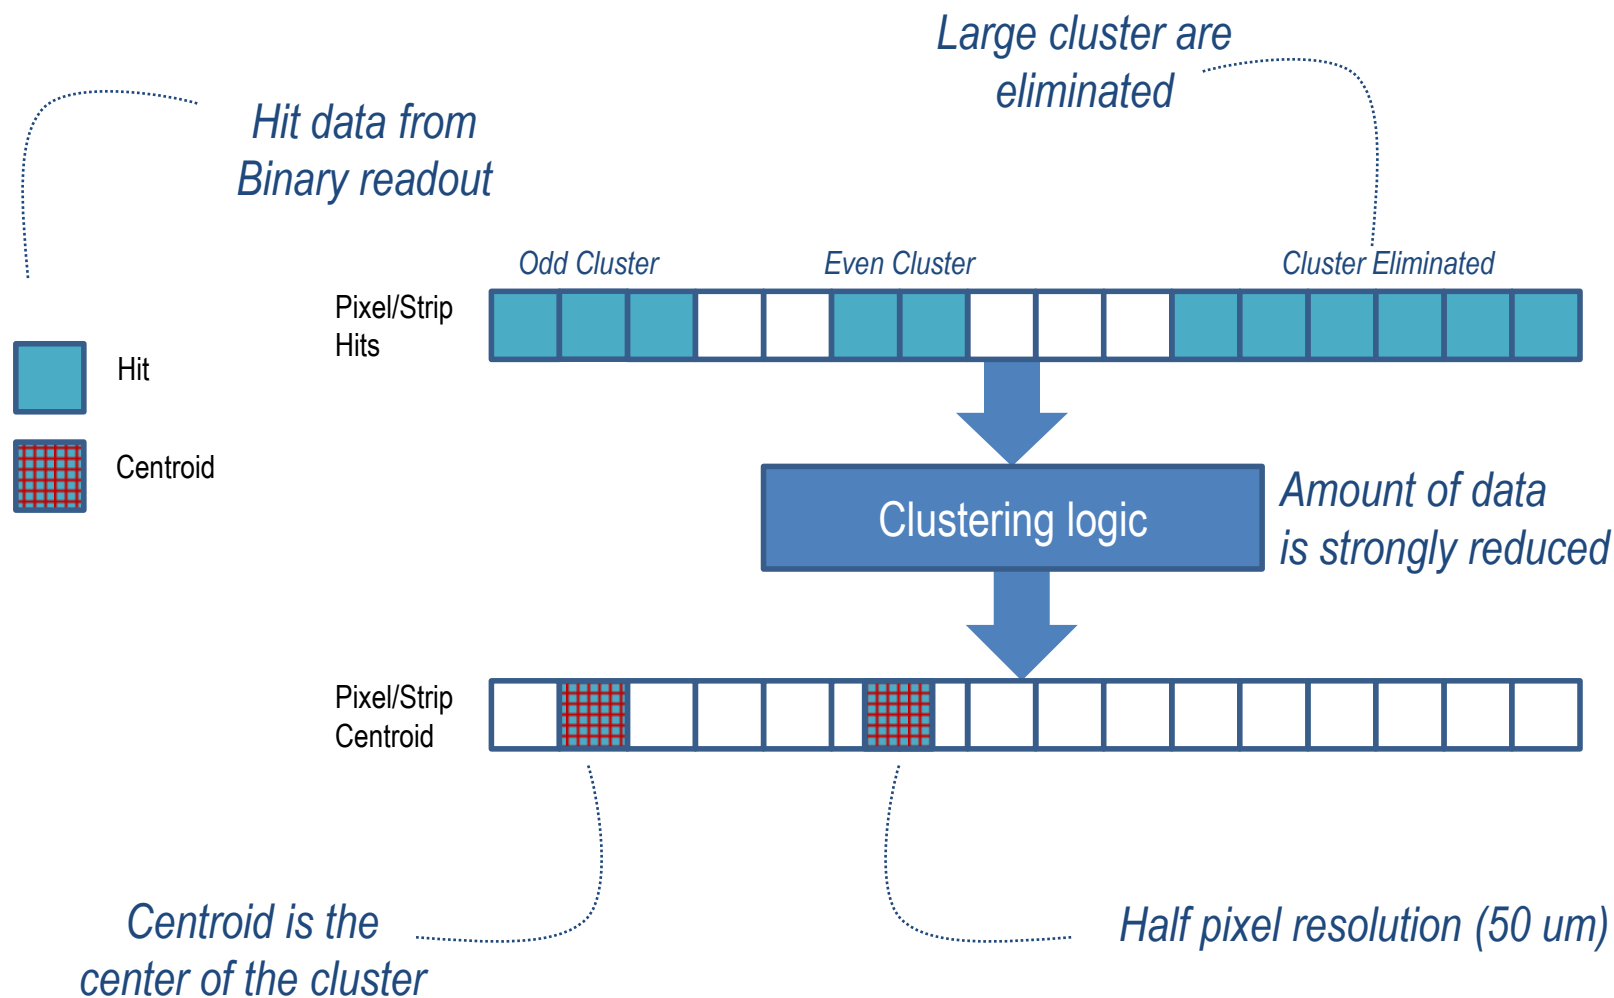 Large cluster are
eliminated
Hit data from
Binary readout
Odd Cluster
Even Cluster
Cluster Eliminated
Pixel/Strip
Hits
Hit
Centroid
Clustering logic
Amount of data
is strongly reduced
Pixel/Strip
Centroid
Centroid is the
center of the cluster
Half pixel resolution (50 um)